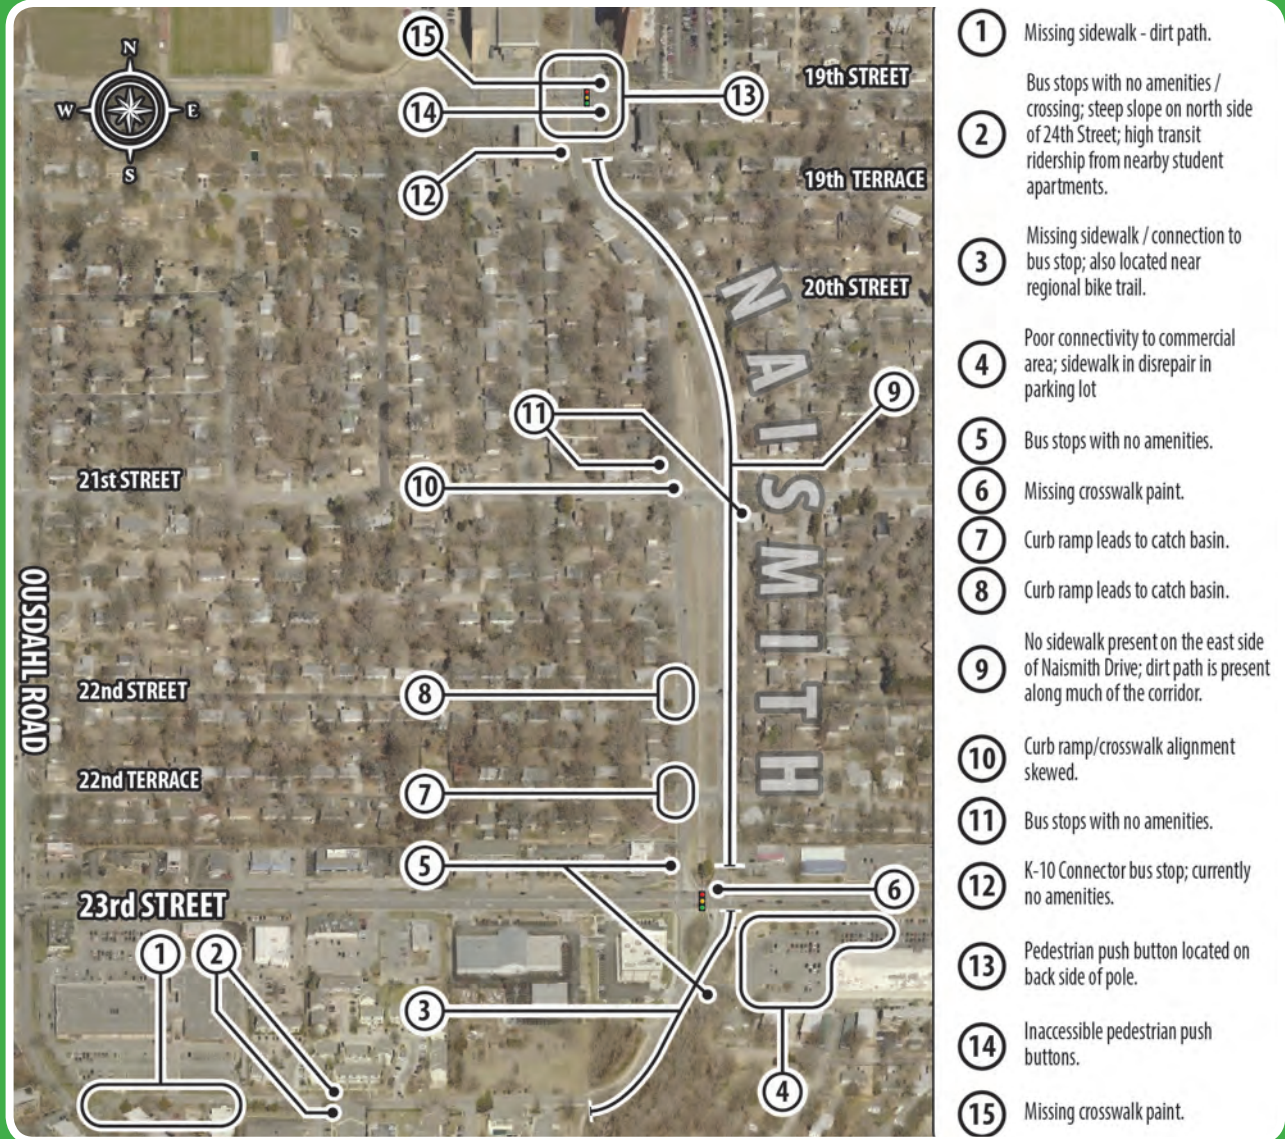 N
W
E
S
15
14
13
12
19th STREET
19th TERRACE
20th STREET
NAISMITH
11
9
10
21st STREET
OUSDAHL ROAD
22nd STREET
8
22nd TERRACE
7
5
6
23rd STREET
1
2
3
4
1
Missing sidewalk - dirt path.
2
Bus stops with no amenities /
crossing; steep slope on north side
of 24th Street; high transit
ridership from nearby student
apartments.
3
Missing sidewalk / connection to
bus stop; also located near
regional bike trail.
4
Poor connectivity to commercial
area; sidewalk in disrepair in
parking lot
5
Bus stops with no amenities.
6
Missing crosswalk paint.
7
Curb ramp leads to catch basin.
8
Curb ramp leads to catch basin.
9
No sidewalk present on the east side
of Naismith Drive; dirt path is present
along much of the corridor.
10
Curb ramp/crosswalk alignment
skewed.
11
Bus stops with no amenities.
12
K-10 Connector bus stop; currently
no amenities.
13
Pedestrian push button located on
back side of pole.
14
Inaccessible pedestrian push
buttons.
15
Missing crosswalk paint.